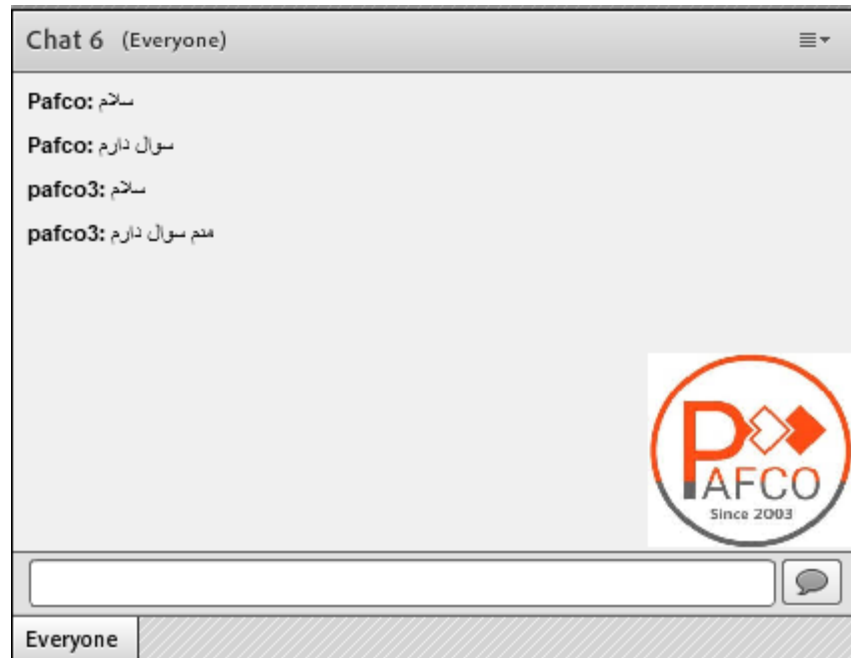 Chat 6 (Everyone)
Pafco: سلام
Pafco: سوال دارم
pafco3: سلام
pafco3: منم سوال دارم
PAFCO
Since 2003
Everyone